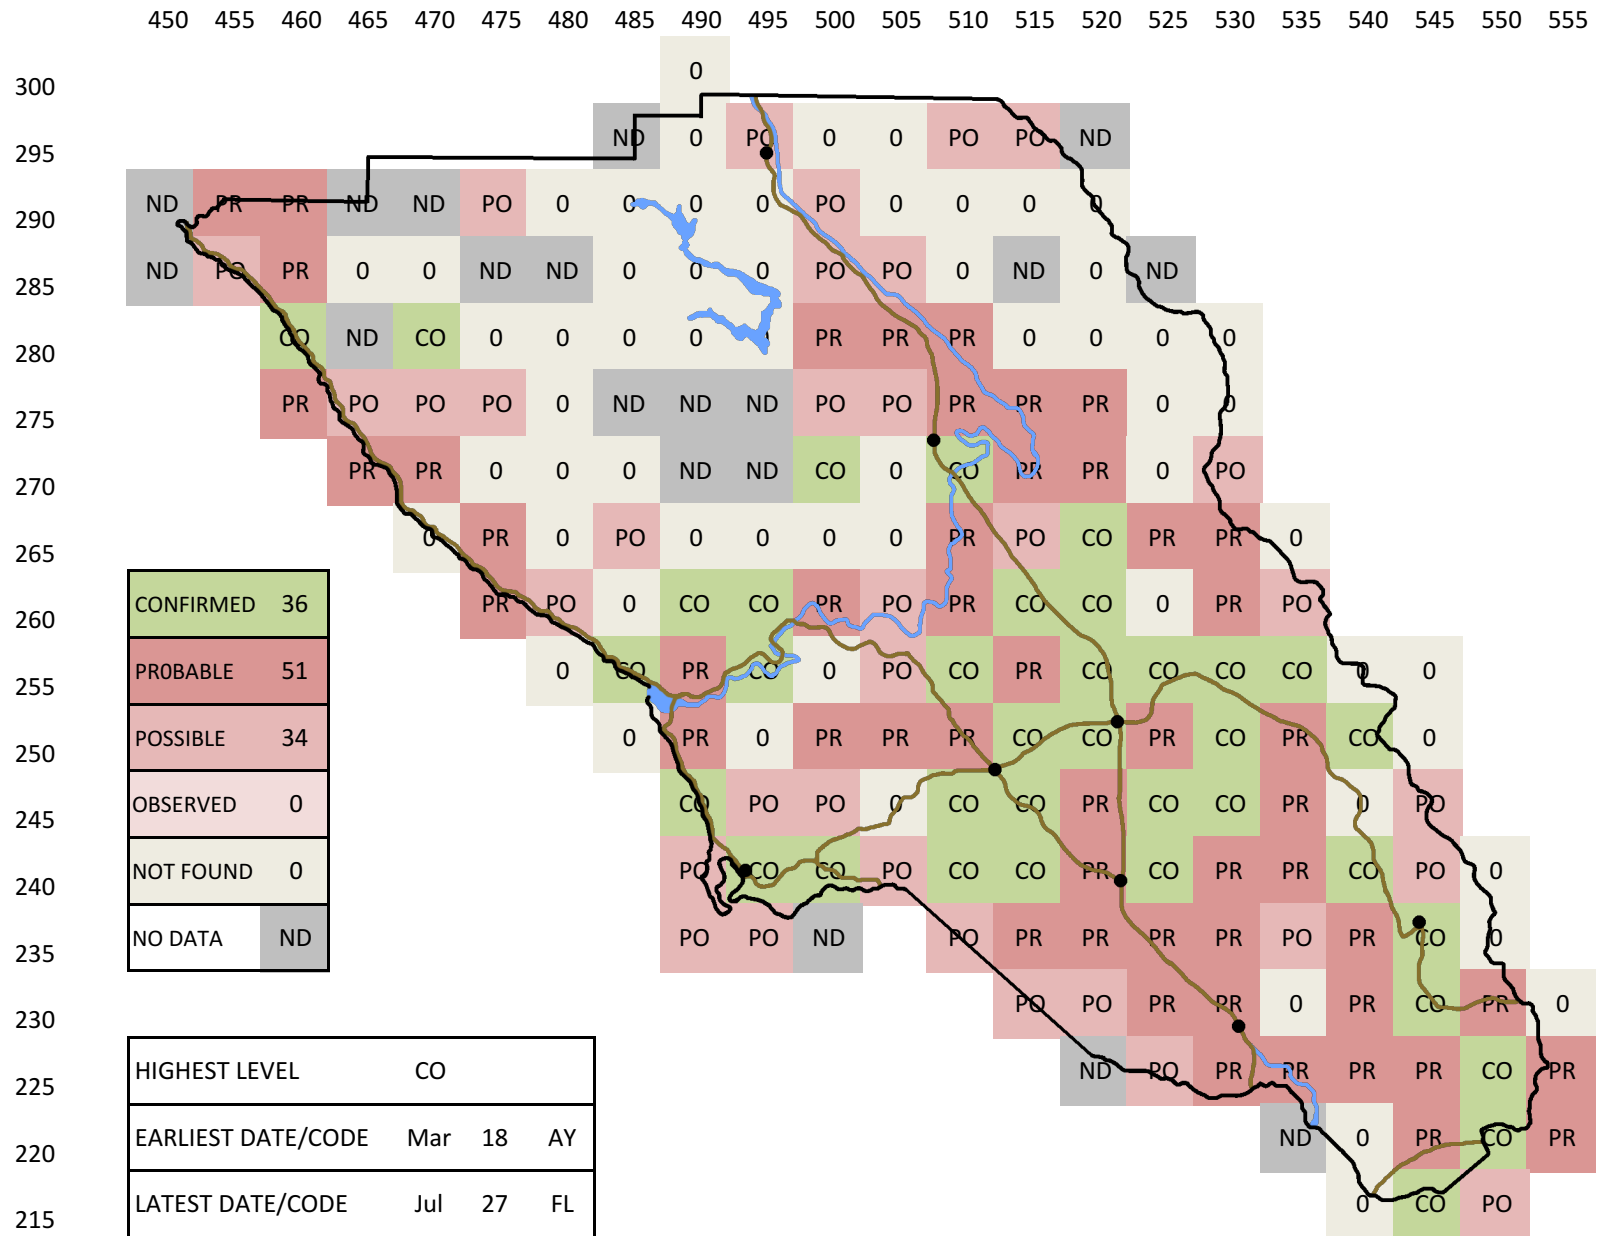 450 455 460 465 470 475 480 485 490 495 500 505 510 515 520 525 530 535 540 545 550 555
0
300
ND 0 PO 0 0 PO PO ND
295
ND PR PR ND ND PO 0 0 0 0 PO 0 0 0 0
290
ND PO PR 0 0 ND ND 0 0 0 PO PO 0 ND 0 ND
285
CO ND CO 0 0 0 0 0 PR PR PR 0 0 0 0
280
PR PO PO PO 0 ND ND ND PO PO PR PR PR 0 0
275
PR PR 0 0 0 ND ND CO 0 CO PR PR 0 PO
270
0 PR 0 PO 0 0 0 0 PR PO CO PR PR 0
265
CONFIRMED 36
PR PO 0 CO CO PR PO PR CO CO 0 PR PO
260
PR0BABLE 51
0 CO PR CO 0 PO CO PR CO CO CO CO 0 0
255
POSSIBLE 34
0 PR 0 PR PR PR CO CO PR CO PR CO 0
250
OBSERVED 0
CO PO PO 0 CO CO PR CO CO PR 0 PO
245
NOT FOUND 0
PO CO CO PO CO CO PR CO PR PR CO PO 0
240
NO DATA ND
PO PO ND PO PR PR PR PR PO PR CO 0
235
PO PO PR PR 0 PR CO PR 0
230
HIGHEST LEVEL CO
ND PO PR PR PR PR CO PR
225
EARLIEST DATE/CODE Mar 18 AY
ND 0 PR CO PR
220
LATEST DATE/CODE Jul 27 FL
0 CO PO
215